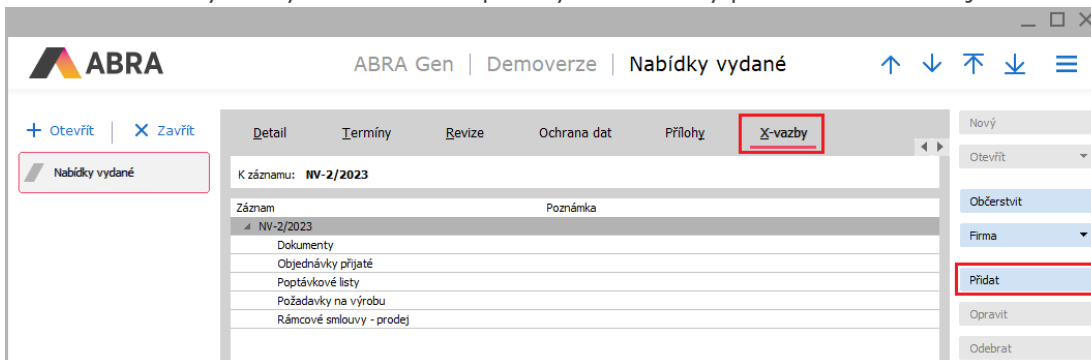 ABRA
ABRA Gen | Demoverze | Nabídky vydané
Otevřít | Zavřít
Nabídky vydané
Detail Termíny Revize Ochrana dat Přílohy X-vazby
K záznamu: NV-2/2023
Záznam Poznámka
NV-2/2023
Dokumenty
Objednávky přijaté
Poptávkové listy
Požadavky na výrobu
Rámcové smlouvy - prodej
Nový
Otevřít
Občerstvit
Firma
Přidat
Opravit
Odebrat